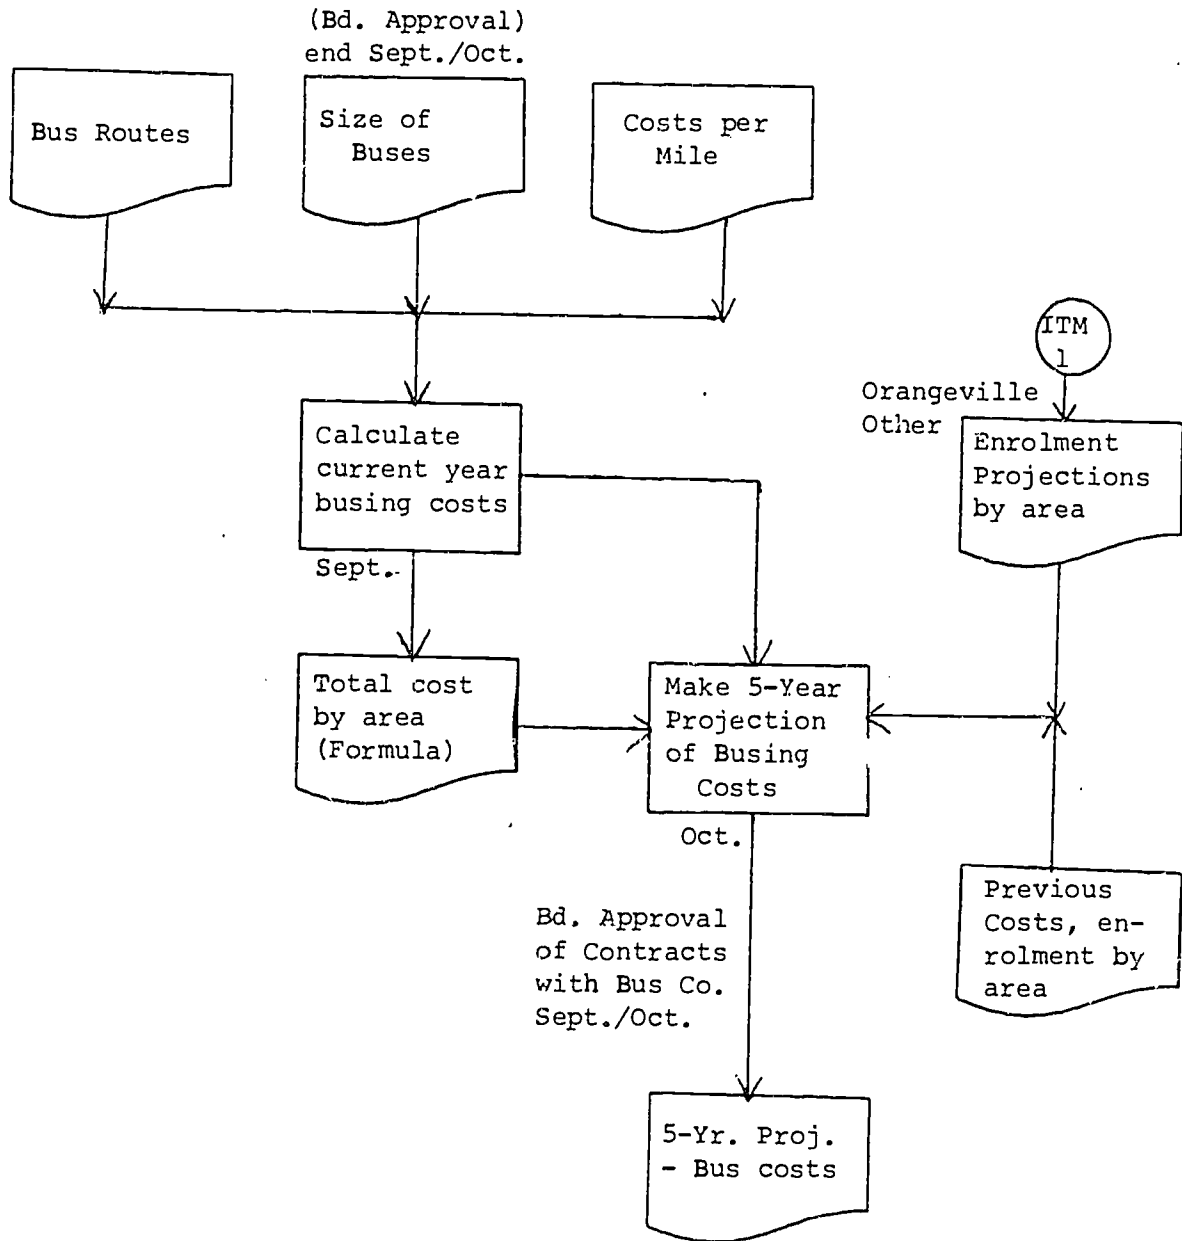 (Bd. Approval)
end Sept./Oct.
Bus Routes
Size of
Buses
Costs per
Mile
ITM
1
Orangeville
Other
Enrolment
Projections
by area
Calculate
current year
busing costs
Sept.
Total cost
by area
(Formula)
Make 5-Year
Projection
of Busing
Costs
Oct.
Previous
Costs, en-
rolment by
area
Bd. Approval
of Contracts
with Bus Co.
Sept./Oct.
5-Yr. Proj.
- Bus costs